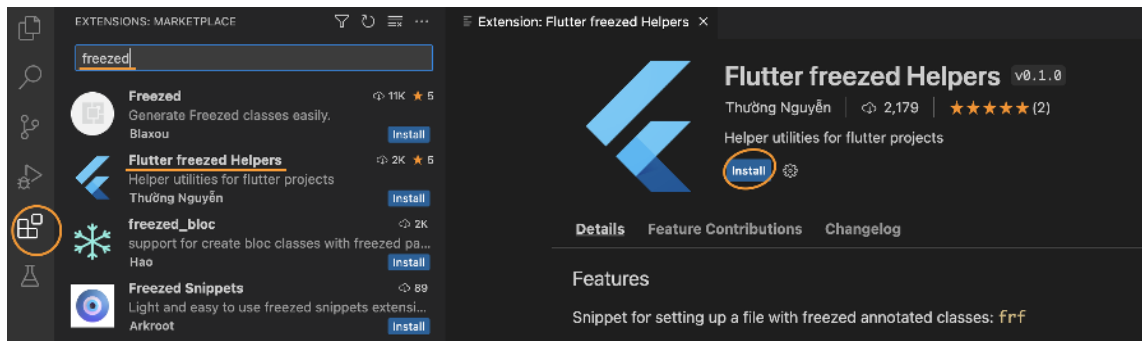 EXTENSIONS: MARKETPLACE
freezed
Freezed 11K ★ 5
Generate Freezed classes easily.
Blaxou Install
Flutter freezed Helpers 2K ★ 5
Helper utilities for flutter projects
Thường Nguyễn Install
freezed_bloc 2K
support for create bloc classes with freezed pa...
Hao Install
Freezed Snippets 89
Light and easy to use freezed snippets extensi...
Arkroot Install
Extension: Flutter freezed Helpers ×
Flutter freezed Helpers v0.1.0
Thường Nguyễn | 2,179 | ★★★★★(2)
Helper utilities for flutter projects
Install
Details Feature Contributions Changelog
Features
Snippet for setting up a file with freezed annotated classes: frf